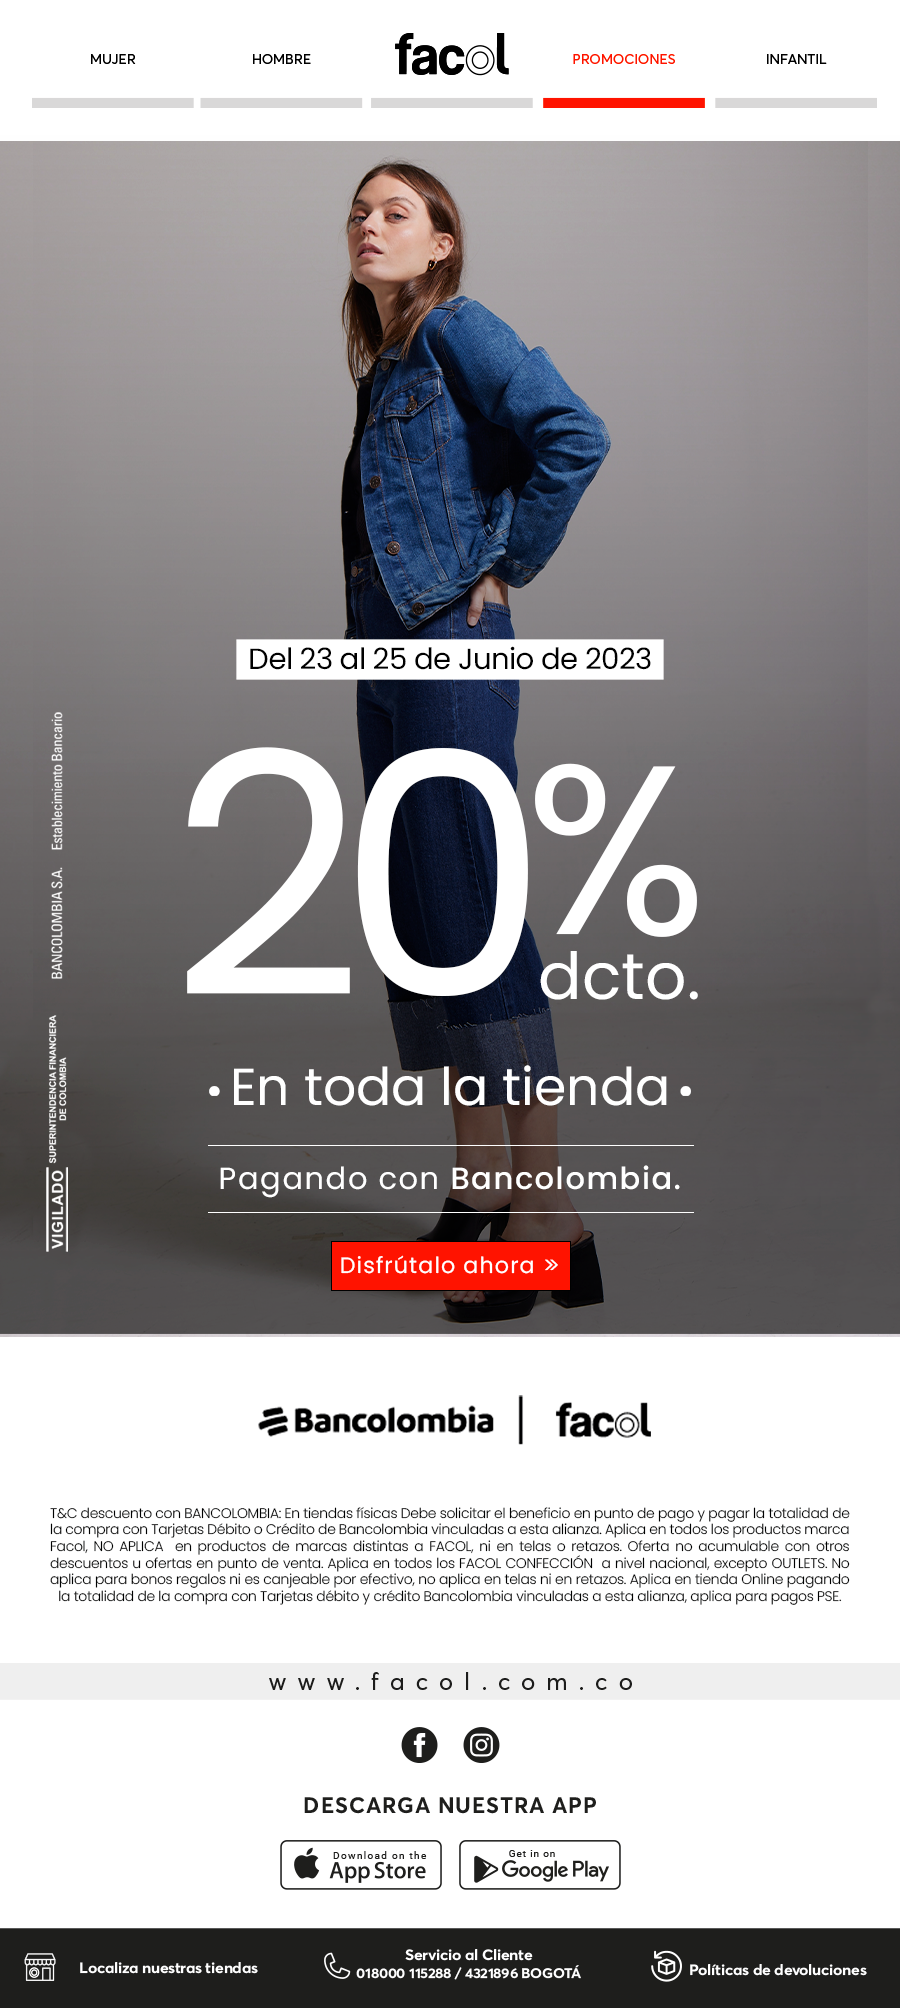 MUJER
HOMBRE
facol
PROMOCIONES
INFANTIL
Del 23 al 25 de Junio de 2023
20%
dcto.
• En toda la tienda •
Pagando con Bancolombia.
Disfrútalo ahora »
VIGILADO
SUPERINTENDENCIA FINANCIERA
DE COLOMBIA
BANCOLOMBIA S.A.
Establecimiento Bancario
Bancolombia | facol
T&C descuento con BANCOLOMBIA: En tiendas físicas Debe solicitar el beneficio en punto de pago y pagar la totalidad de
la compra con Tarjetas Débito o Crédito de Bancolombia vinculadas a esta alianza. Aplica en todos los productos marca
Facol, NO APLICA en productos de marcas distintas a FACOL, ni en telas o retazos. Oferta no acumulable con otros
descuentos u ofertas en punto de venta. Aplica en todos los FACOL CONFECCIÓN a nivel nacional, excepto OUTLETS. No
aplica para bonos regalos ni es canjeable por efectivo, no aplica en telas ni en retazos. Aplica en tienda Online pagando
la totalidad de la compra con Tarjetas débito y crédito Bancolombia vinculadas a esta alianza, aplica para pagos PSE.
www.facol.com.co
DESCARGA NUESTRA APP
Download on the
App Store
Get in on
Google Play
Localiza nuestras tiendas
Servicio al Cliente
018000 115288 / 4321896 BOGOTÁ
Políticas de devoluciones